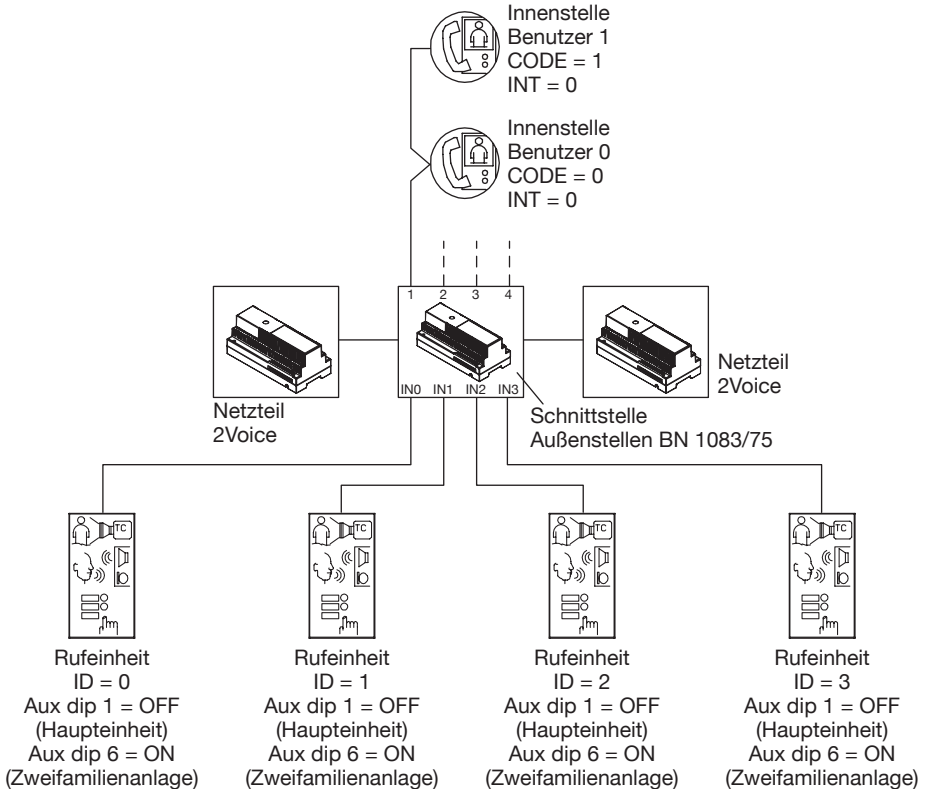 Innenstelle
Benutzer 1
CODE = 1
INT = 0
Innenstelle
Benutzer 0
CODE = 0
INT = 0
1 2 3 4
Netzteil
2Voice
IN0 IN1 IN2 IN3
Netzteil
2Voice
Schnittstelle
Außenstellen BN 1083/75
TC
TC
TC
TC
Rufeinheit
ID = 0
Aux dip 1 = OFF
(Haupteinheit)
Aux dip 6 = ON
(Zweifamilienanlage)
Rufeinheit
ID = 1
Aux dip 1 = OFF
(Haupteinheit)
Aux dip 6 = ON
(Zweifamilienanlage)
Rufeinheit
ID = 2
Aux dip 1 = OFF
(Haupteinheit)
Aux dip 6 = ON
(Zweifamilienanlage)
Rufeinheit
ID = 3
Aux dip 1 = OFF
(Haupteinheit)
Aux dip 6 = ON
(Zweifamilienanlage)